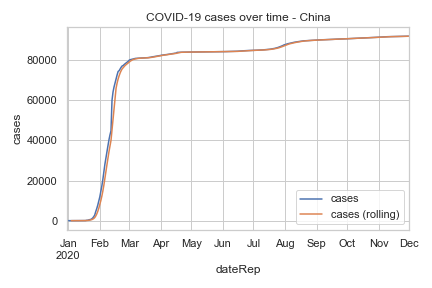 COVID-19 cases over time - China
cases
80000
60000
40000
20000
0
cases
cases (rolling)
Jan Feb Mar Apr May Jun Jul Aug Sep Oct Nov Dec
2020
dateRep